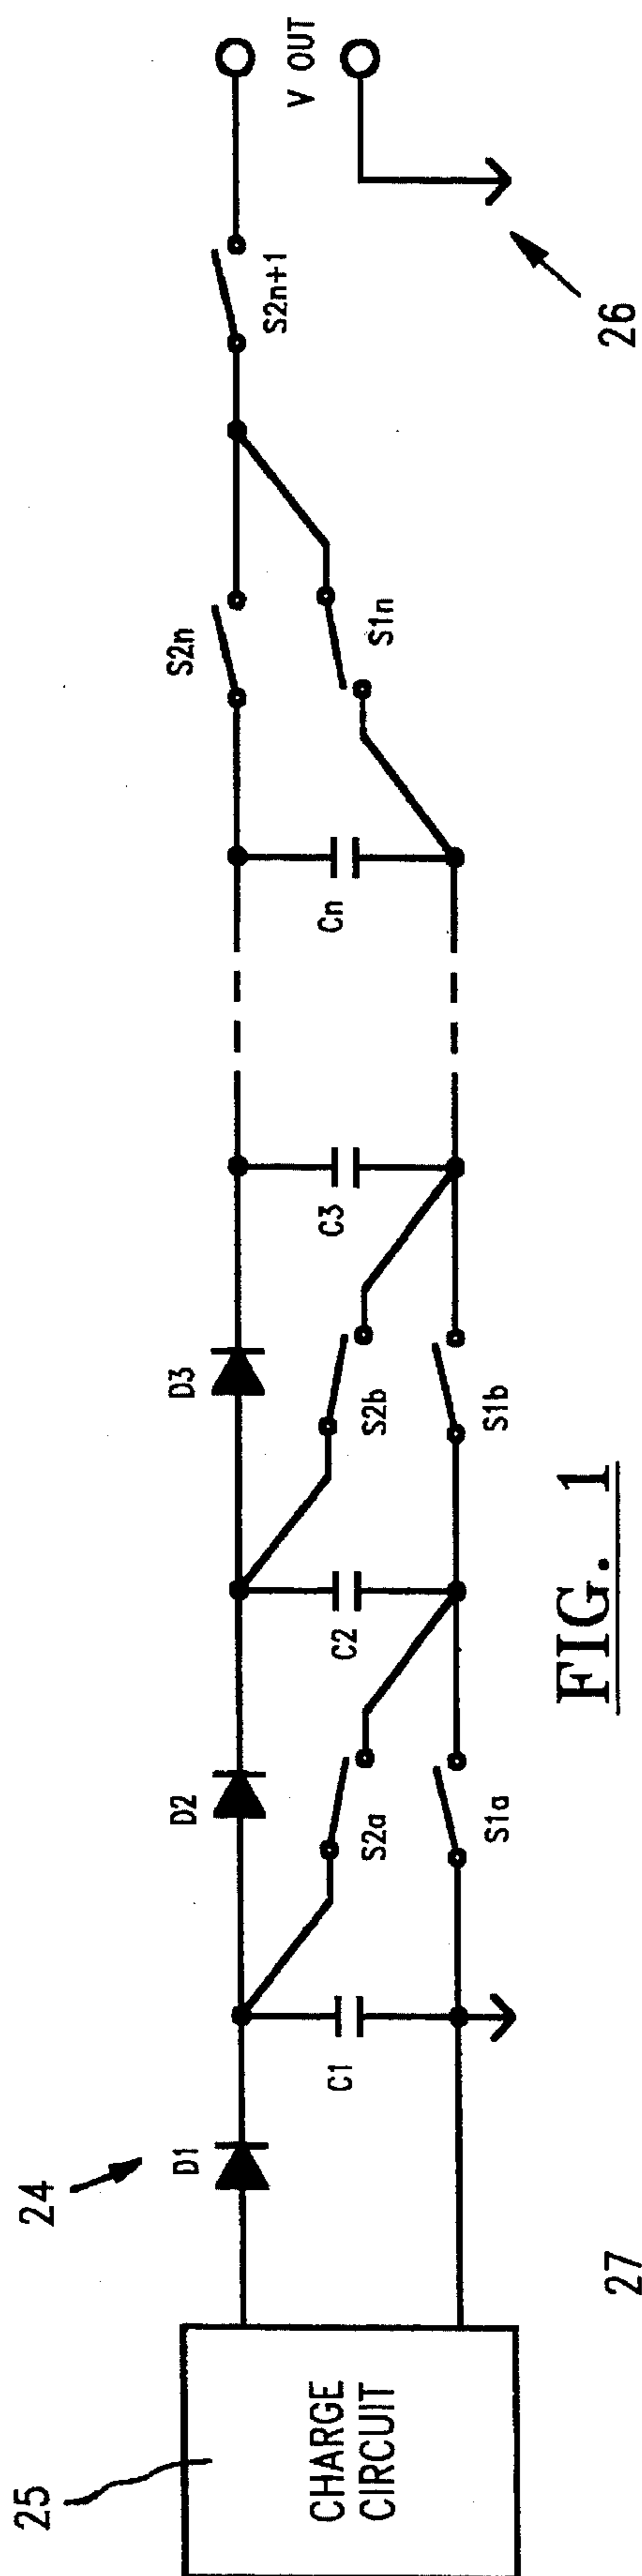 24
25
CHARGE
CIRCUIT
D1
C1
D2
S2a
S1a
C2
D3
S2b
S1b
C3
Cn
S2n
S1n
S2n+1
V OUT
26
27
FIG. 1